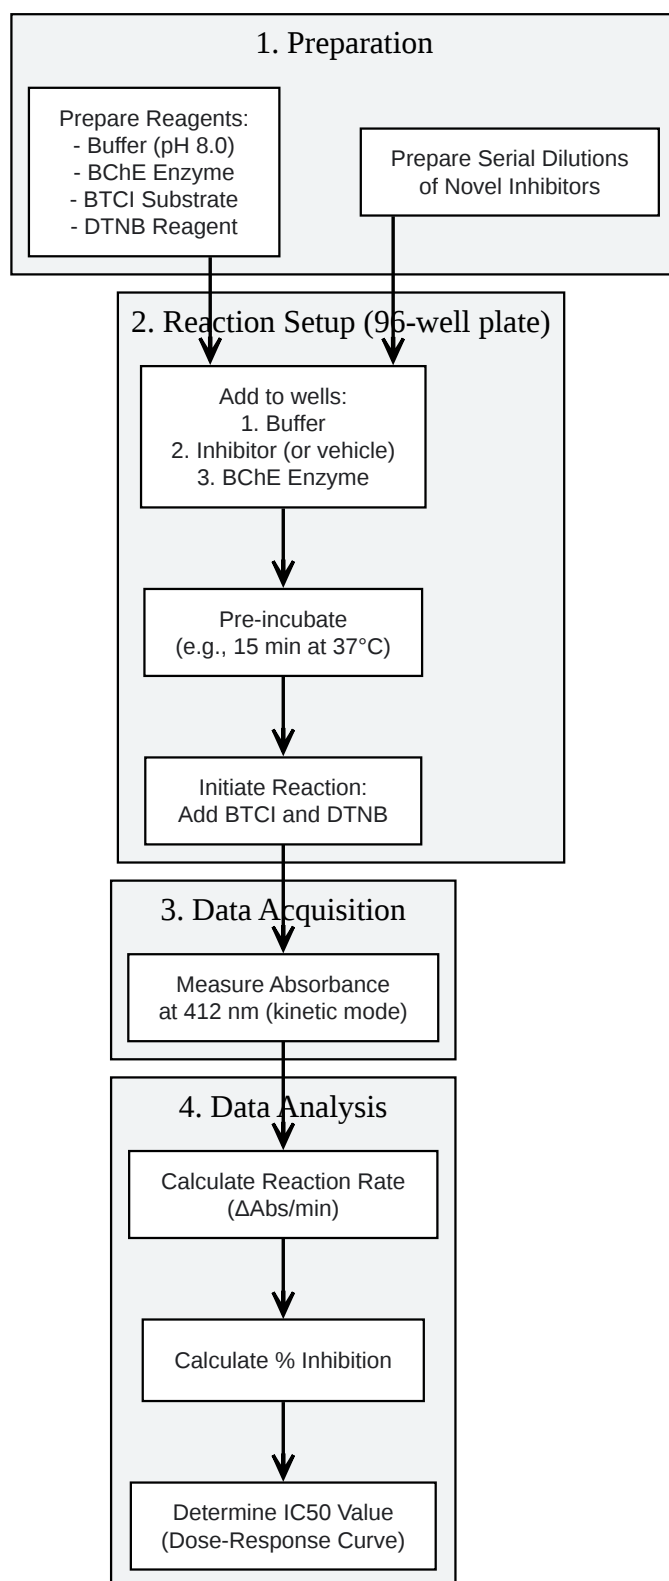 1. Preparation
Prepare Reagents:
- Buffer (pH 8.0)
- BChE Enzyme
- BTCI Substrate
- DTNB Reagent
Prepare Serial Dilutions
of Novel Inhibitors
2. Reaction Setup (96-well plate)
Add to wells:
1. Buffer
2. Inhibitor (or vehicle)
3. BChE Enzyme
Pre-incubate
(e.g., 15 min at 37°C)
Initiate Reaction:
Add BTCI and DTNB
3. Data Acquisition
Measure Absorbance
at 412 nm (kinetic mode)
4. Data Analysis
Calculate Reaction Rate
(ΔAbs/min)
Calculate % Inhibition
Determine IC50 Value
(Dose-Response Curve)